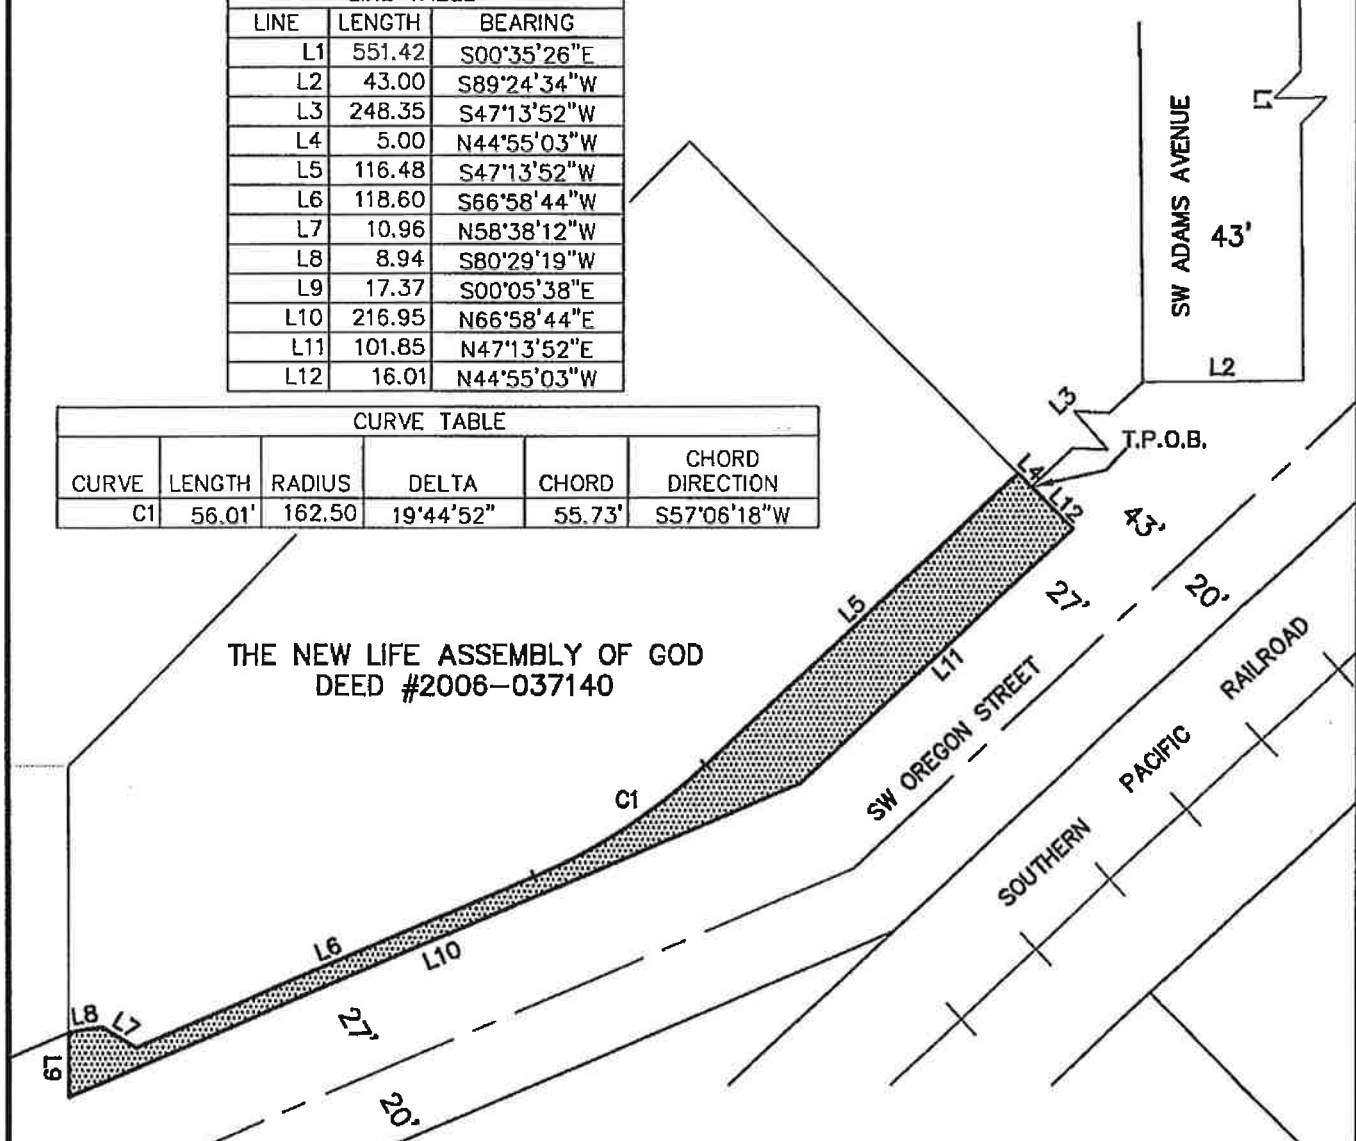 LINE TABLE
LINE LENGTH BEARING
L1 551.42 S00°35'26"E
L2 43.00 S89°24'34"W
L3 248.35 S47°13'52"W
L4 5.00 N44°55'03"W
L5 116.48 S47°13'52"W
L6 118.60 S66°58'44"W
L7 10.96 N58°38'12"W
L8 8.94 S80°29'19"W
L9 17.37 S00°05'38"E
L10 216.95 N66°58'44"E
L11 101.85 N47°13'52"E
L12 16.01 N44°55'03"W
CURVE TABLE
CURVE LENGTH RADIUS DELTA CHORD CHORD DIRECTION
C1 56.01' 162.50 19°44'52" 55.73' S57°06'18"W
SW ADAMS AVENUE
43'
L1
L2
L3
T.P.O.B.
L4
L12
43'
27'
20'
L5
L11
THE NEW LIFE ASSEMBLY OF GOD
DEED #2006-037140
SW OREGON STREET
SOUTHERN PACIFIC RAILROAD
C1
L6
L10
L8
L7
L9
27'
20'